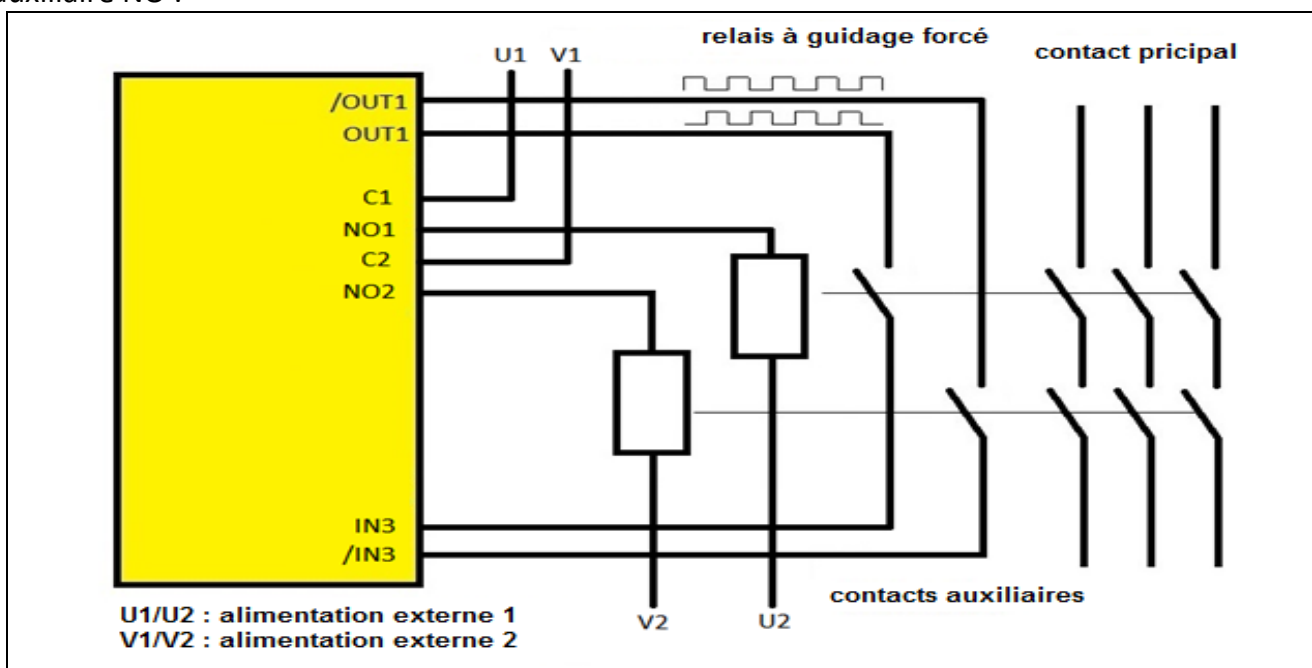 auxiliaire NO :
relais à guidage forcé
contact pricipal
U1 V1
/OUT1
OUT1
C1
NO1
C2
NO2
IN3
/IN3
contacts auxiliaires
U1/U2 : alimentation externe 1
V1/V2 : alimentation externe 2
V2 U2